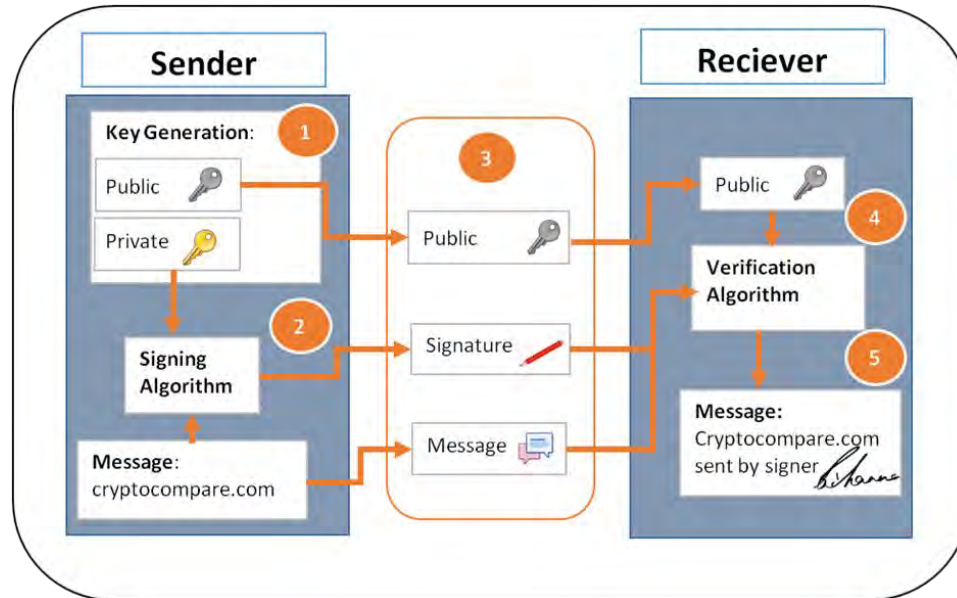 Sender
Key Generation:
1
Public
Private
2
Signing
Algorithm
Message:
cryptocompare.com
3
Public
Signature
Message
Reciever
Public
4
Verification
Algorithm
5
Message:
Cryptocompare.com
sent by signer